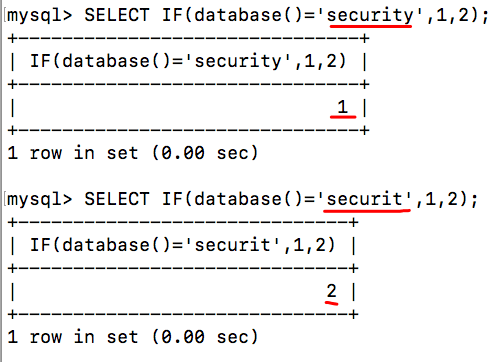 mysql> SELECT IF(database()='security',1,2);
+-------------------------------+
| IF(database()='security',1,2) |
+-------------------------------+
|                             1 |
+-------------------------------+
1 row in set (0.00 sec)
mysql> SELECT IF(database()='securit',1,2);
+------------------------------+
| IF(database()='securit',1,2) |
+------------------------------+
|                            2 |
+------------------------------+
1 row in set (0.00 sec)